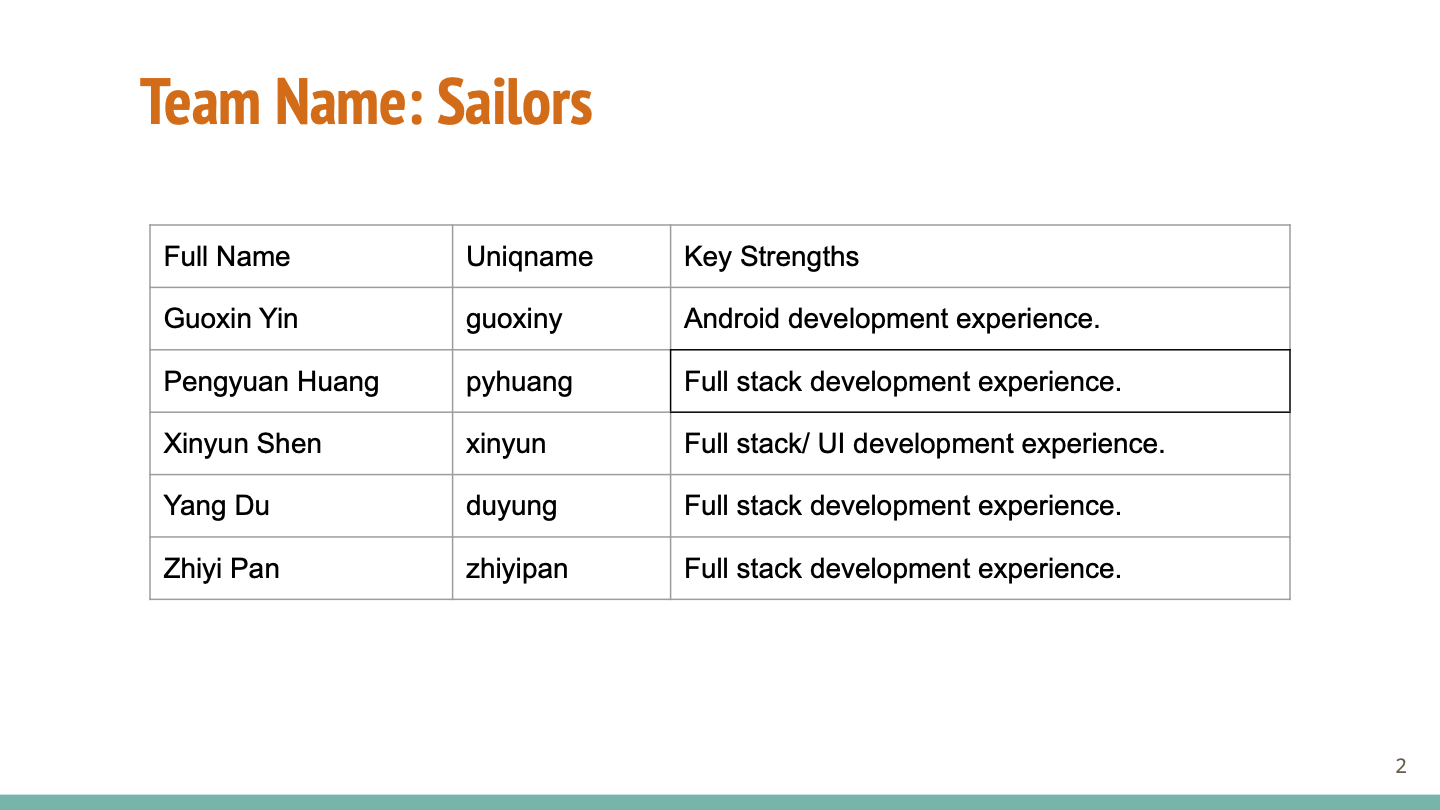 Team Name: Sailors
Full Name Uniqname Key Strengths
Guoxin Yin guoxiny Android development experience.
Pengyuan Huang pyhuang Full stack development experience.
Xinyun Shen xinyun Full stack/ UI development experience.
Yang Du duyung Full stack development experience.
Zhiyi Pan zhiyipan Full stack development experience.
2